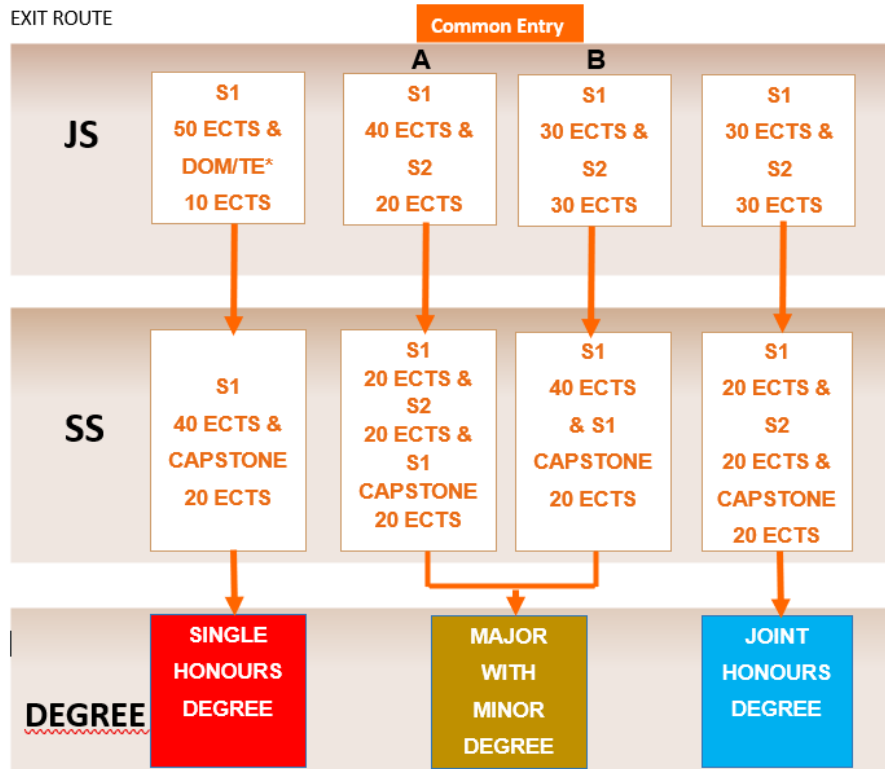 EXIT ROUTE
Common Entry
A
B
JS
S1
50 ECTS &
DOM/TE*
10 ECTS
S1
40 ECTS &
S2
20 ECTS
S1
30 ECTS &
S2
30 ECTS
S1
30 ECTS &
S2
30 ECTS
SS
S1
40 ECTS &
CAPSTONE
20 ECTS
S1
20 ECTS &
S2
20 ECTS &
S1
CAPSTONE
20 ECTS
S1
40 ECTS
& S1
CAPSTONE
20 ECTS
S1
20 ECTS &
S2
20 ECTS &
CAPSTONE
20 ECTS
DEGREE
SINGLE
HONOURS
DEGREE
MAJOR
WITH
MINOR
DEGREE
JOINT
HONOURS
DEGREE